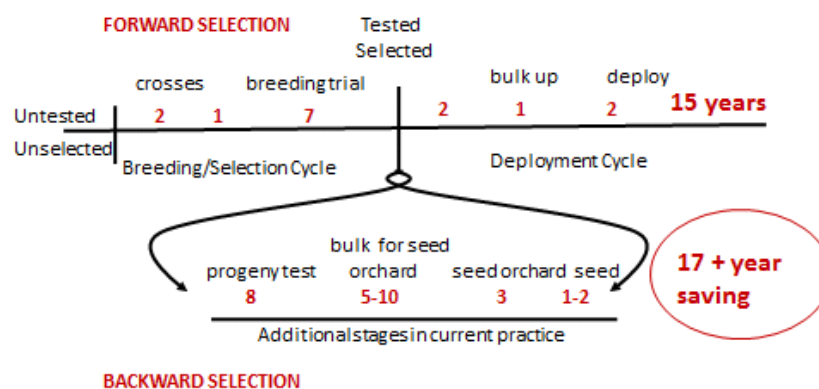 FORWARD SELECTION
Tested
Selected
crosses breeding trial bulk up deploy
Untested 2 1 7 2 1 2 15 years
Unselected
Breeding/Selection Cycle Deployment Cycle
bulk for seed
progeny test orchard seed orchard seed
8 5-10 3 1-2
17 + year
saving
Additional stages in current practice
BACKWARD SELECTION